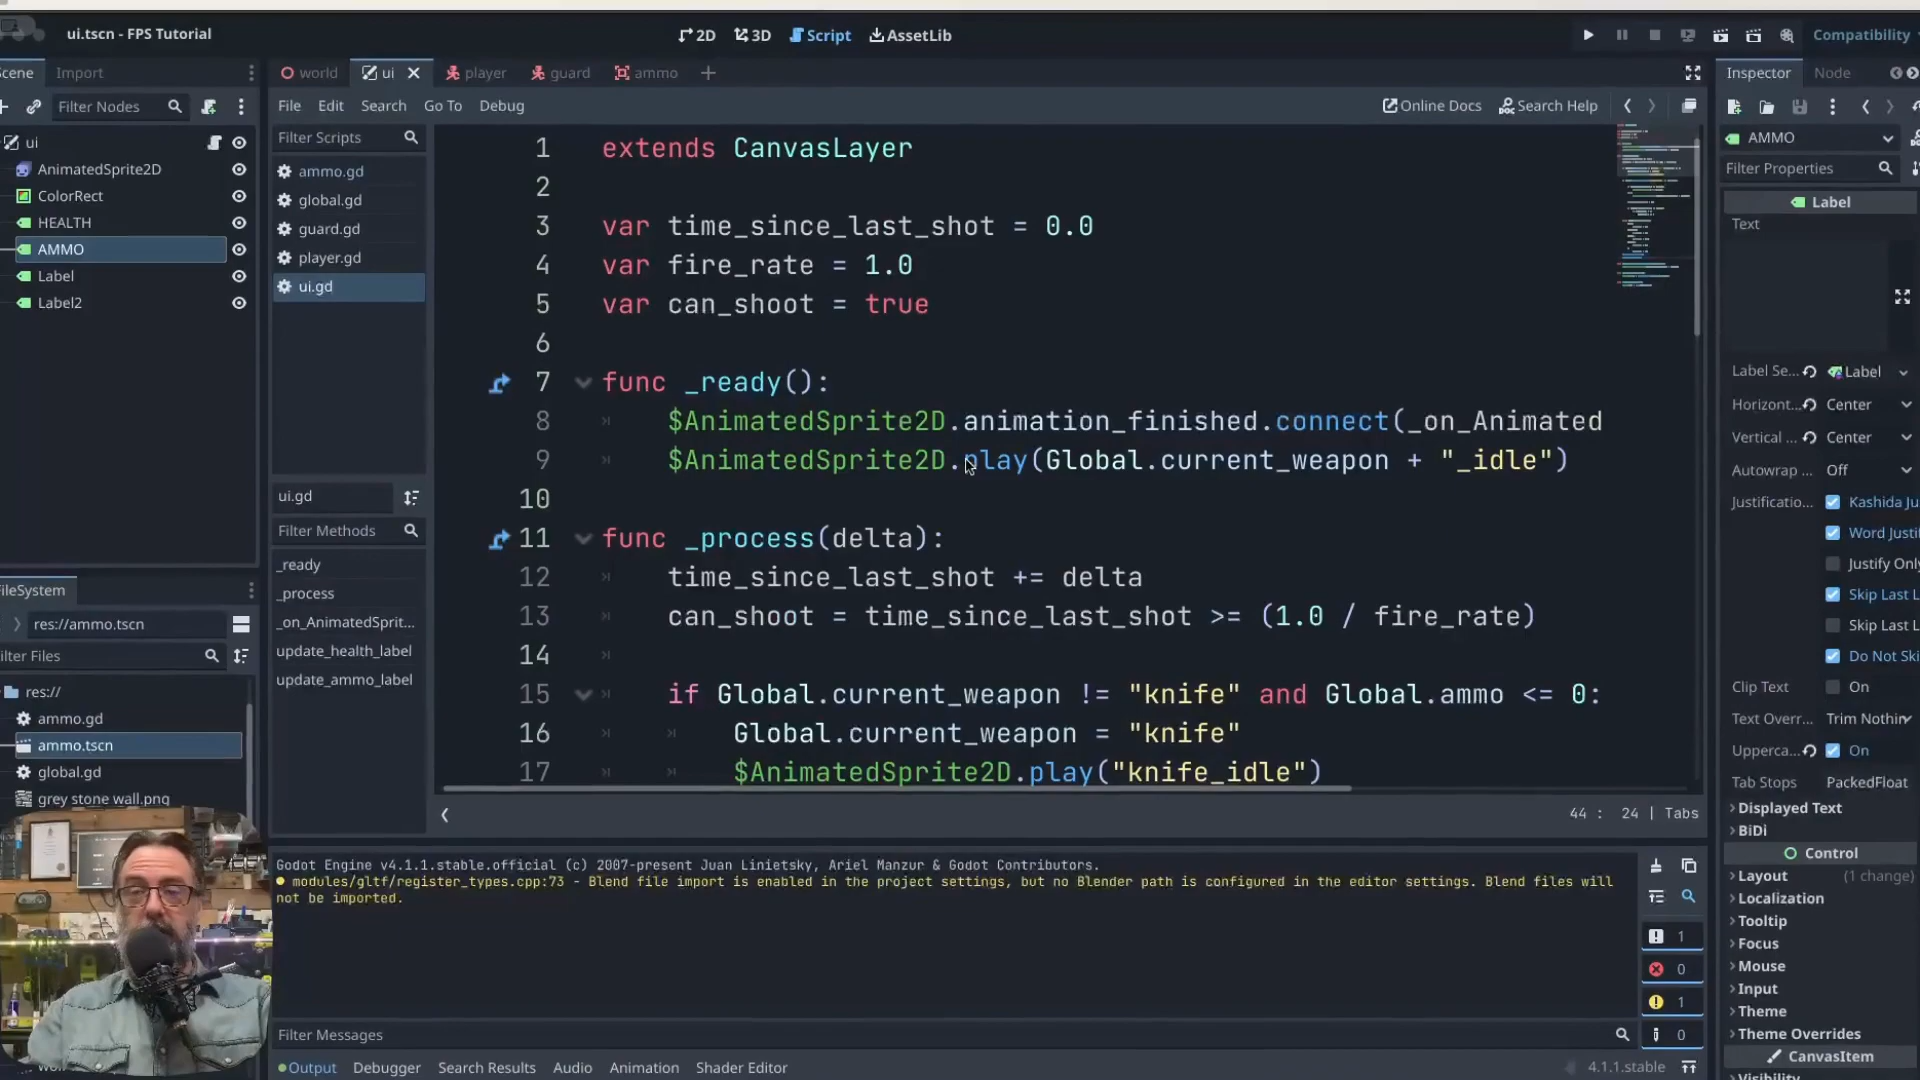 ui.tscn - FPS Tutorial
2D
3D
Script
AssetLib
Compatibility
Scene
Import
world
ui
player
guard
ammo
Inspector
Node
Filter Nodes
File
Edit
Search
Go To
Debug
Online Docs
Search Help
ui
AnimatedSprite2D
ColorRect
HEALTH
AMMO
Label
Label2
Filter Scripts
ammo.gd
global.gd
guard.gd
player.gd
ui.gd
ui.gd
Filter Methods
_ready
_process
_on_AnimatedSprit...
update_health_label
update_ammo_label
1 extends CanvasLayer
2
3 var time_since_last_shot = 0.0
4 var fire_rate = 1.0
5 var can_shoot = true
6
7 func _ready():
8 $AnimatedSprite2D.animation_finished.connect(_on_Animated
9 $AnimatedSprite2D.play(Global.current_weapon + "_idle")
10
11 func _process(delta):
12 time_since_last_shot += delta
13 can_shoot = time_since_last_shot >= (1.0 / fire_rate)
14
15 if Global.current_weapon != "knife" and Global.ammo <= 0:
16 Global.current_weapon = "knife"
17 $AnimatedSprite2D.play("knife_idle")
44 : 24 | Tabs
FileSystem
res://ammo.tscn
Filter Files
res://
ammo.gd
ammo.tscn
global.gd
grey stone wall.png
Godot Engine v4.1.1.stable.official (c) 2007-present Juan Linietsky, Ariel Manzur & Godot Contributors.
modules/gltf/register_types.cpp:73 - Blend file import is enabled in the project settings, but no Blender path is configured in the editor settings. Blend files will
not be imported.
1
0
1
0
Filter Messages
Output
Debugger
Search Results
Audio
Animation
Shader Editor
4.1.1.stable
AMMO
Filter Properties
Label
Text
Label Se... Label
Horizont... Center
Vertical ... Center
Autowrap ... Off
Justificatio... Kashida Ju
Word Justif
Justify Only
Skip Last L
Skip Last L
Do Not Ski
Clip Text On
Text Overr... Trim Nothin
Upperca... On
Tab Stops PackedFloat
Displayed Text
BiDi
Control
Layout (1 change)
Localization
Tooltip
Focus
Mouse
Input
Theme
Theme Overrides
CanvasItem
Visibility